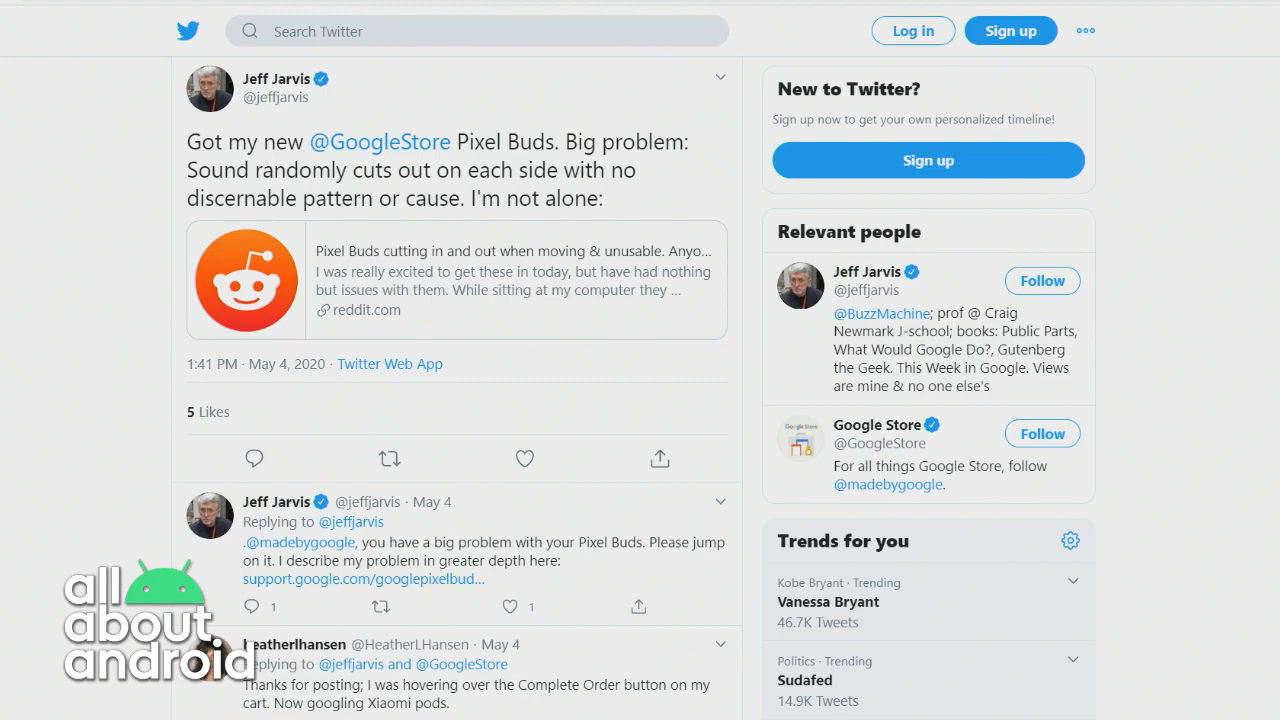 Search Twitter
Log in
Sign up
Jeff Jarvis
@jeffjarvis
Got my new @GoogleStore Pixel Buds. Big problem:
Sound randomly cuts out on each side with no
discernable pattern or cause. I'm not alone:
Pixel Buds cutting in and out when moving & unusable. Anyo...
I was really excited to get these in today, but have had nothing
bit issues with them. While sitting at my computer they ...
reddit.com
1:41 PM · May 4, 2020 · Twitter Web App
5 Likes
Jeff Jarvis @jeffjarvis · May 4
Replying to @jeffjarvis
.@madebygoogle, you have a big problem with your Pixel Buds. Please jump
on it. I describe my problem in greater depth here:
support.google.com/googlepixelbud...
1
1
heatherlhansen @HeatherLHansen · May 4
Replying to @jeffjarvis and @GoogleStore
Thanks for posting; I was hovering over the Complete Order button on my
cart. Now googling Xiaomi pods.
all
about
android
New to Twitter?
Sign up now to get your own personalized timeline!
Sign up
Relevant people
Jeff Jarvis
@jeffjarvis
Follow
@BuzzMachine; prof @ Craig
Newmark J-school; books: Public Parts,
What Would Google Do?, Gutenberg
the Geek. This Week in Google. Views
are mine & no one else's
Google Store
Google Store
@GoogleStore
Follow
For all things Google Store, follow
@madebygoogle.
Trends for you
Kobe Bryant · Trending
Vanessa Bryant
46.7K Tweets
Politics · Trending
Sudafed
14.9K Tweets